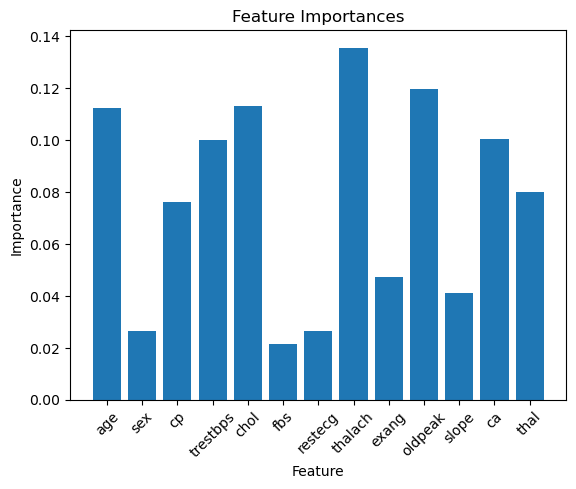 Feature Importances
Importance
0.14
0.12
0.10
0.08
0.06
0.04
0.02
0.00
age
sex
cp
trestbps
chol
fbs
restecg
thalach
exang
oldpeak
slope
ca
thal
Feature